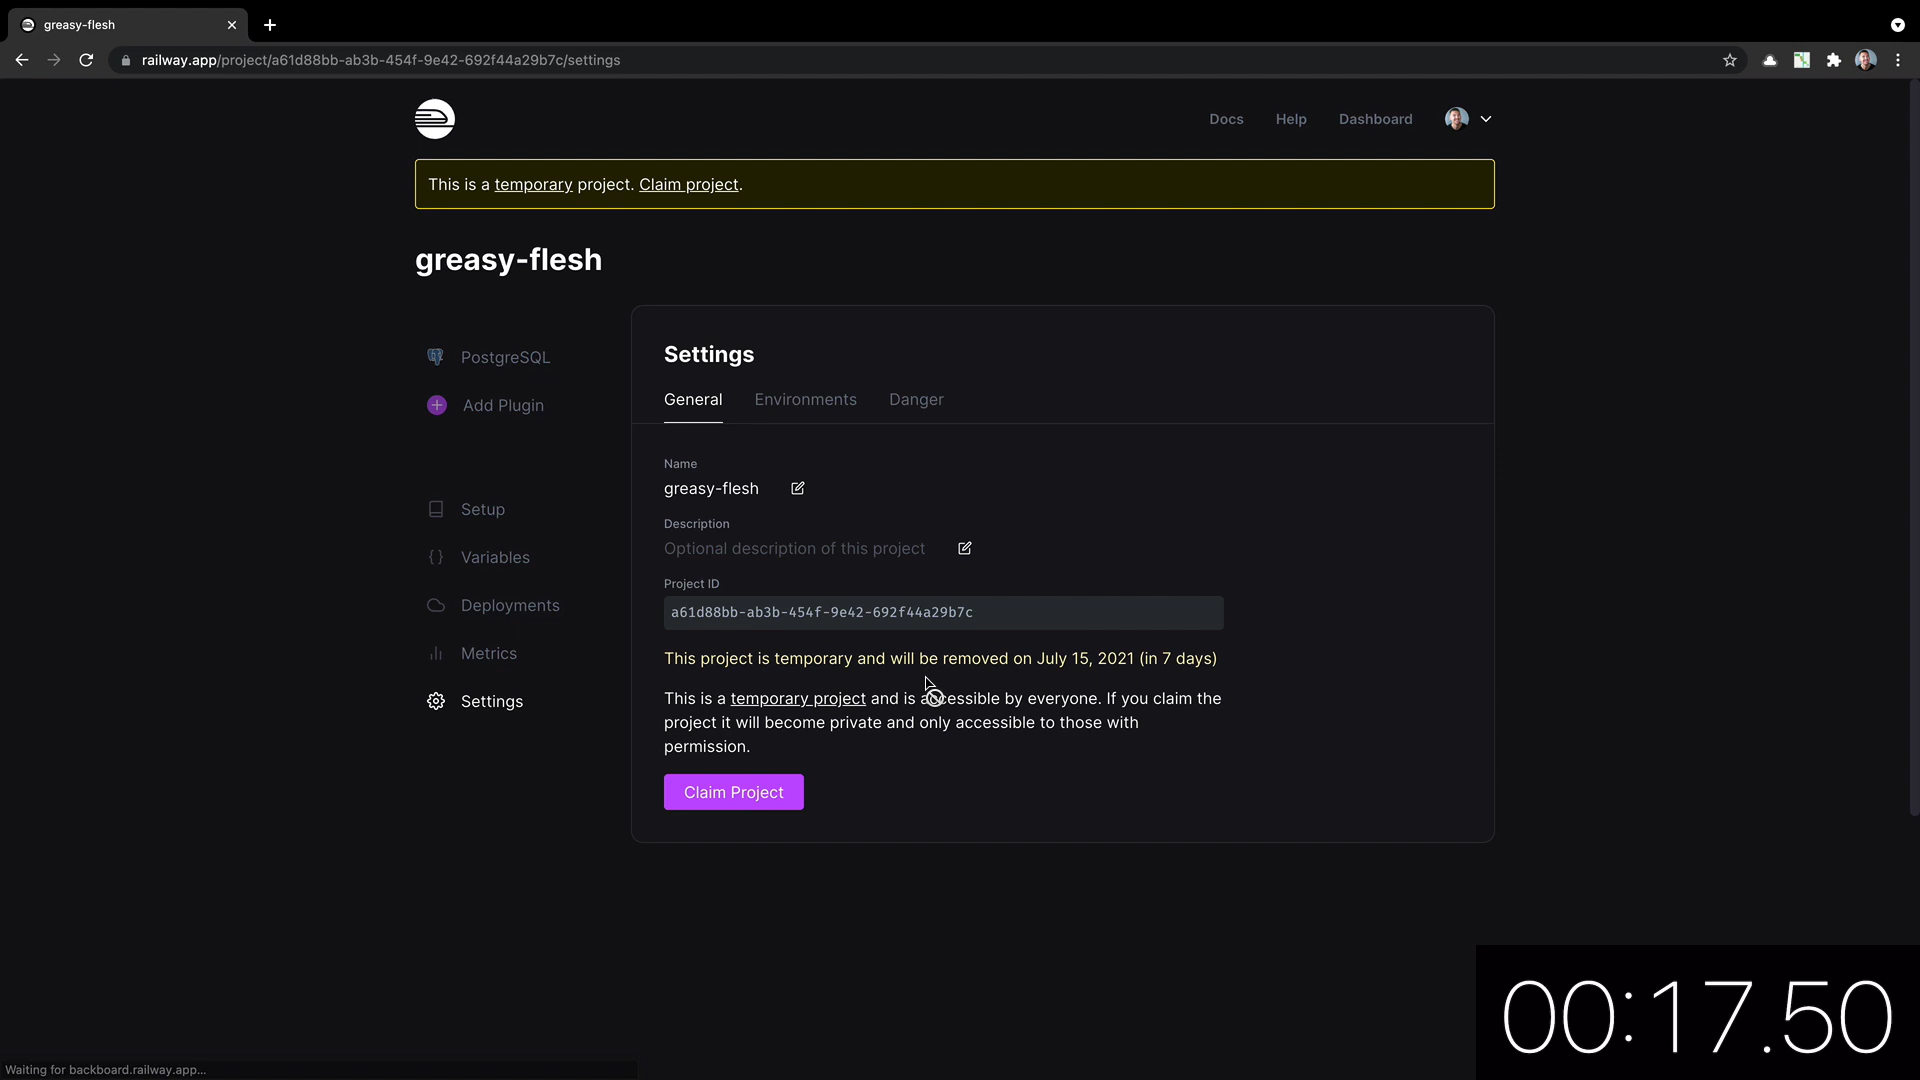 greasy-flesh
railway.app/project/a61d88bb-ab3b-454f-9e42-692f44a29b7c/settings
Docs Help Dashboard
This is a temporary project. Claim project.
greasy-flesh
PostgreSQL
Add Plugin
Setup
Variables
Deployments
Metrics
Settings
Settings
General Environments Danger
Name
greasy-flesh
Description
Optional description of this project
Project ID
a61d88bb-ab3b-454f-9e42-692f44a29b7c
This project is temporary and will be removed on July 15, 2021 (in 7 days)
This is a temporary project and is accessible by everyone. If you claim the
project it will become private and only accessible to those with
permission.
Claim Project
00:17.50
Waiting for backboard.railway.app...